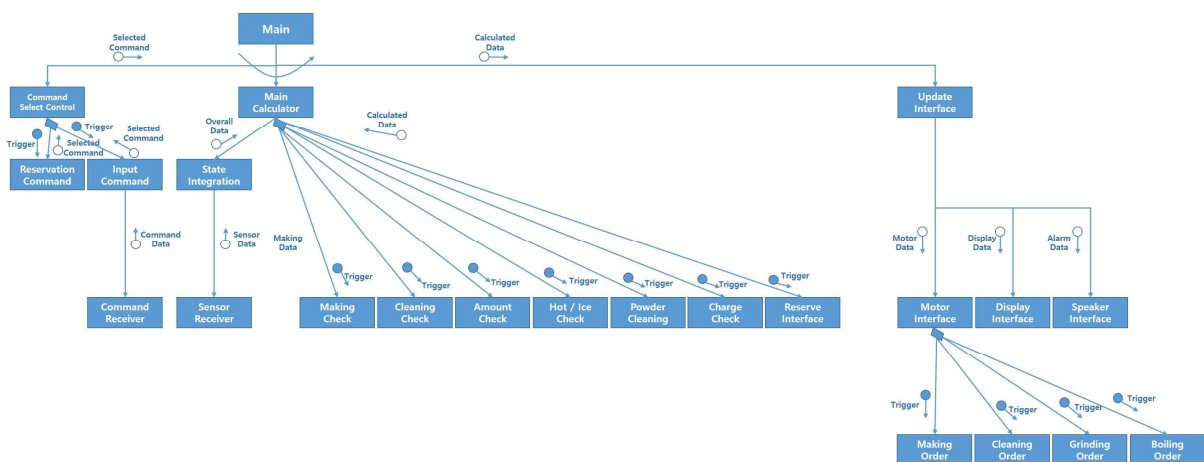 Main
Selected
Command
Calculated
Data
Command
Select Control
Main
Calculator
Update
Interface
Trigger
Trigger
Selected
Command
Selected
Command
Overall
Data
Calculated
Data
Reservation
Command
Input
Command
State
Integration
Command
Data
Sensor
Data
Making
Data
Motor
Data
Display
Data
Alarm
Data
Trigger
Trigger
Trigger
Trigger
Trigger
Trigger
Trigger
Command
Receiver
Sensor
Receiver
Making
Check
Cleaning
Check
Amount
Check
Hot / Ice
Check
Powder
Cleaning
Charge
Check
Reserve
Interface
Motor
Interface
Display
Interface
Speaker
Interface
Trigger
Trigger
Trigger
Trigger
Making
Order
Cleaning
Order
Grinding
Order
Boiling
Order